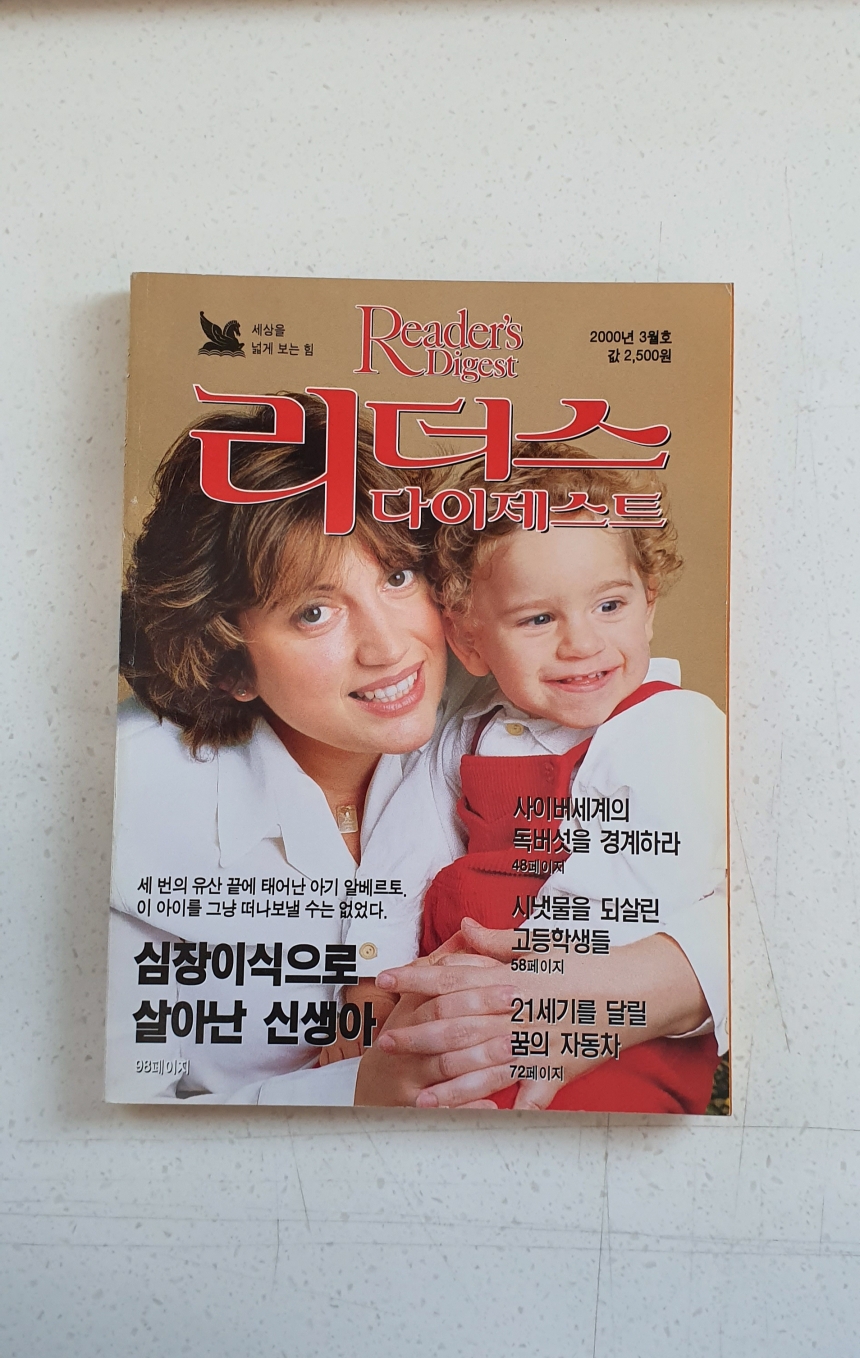 세상을
넓게 보는 힘
Reader's
Digest
2000년 3월호
값 2,500원
리더스
다이제스트
사이버세계의
독버섯을 경계하라
48페이지
세 번의 유산 끝에 태어난 아기 알베르토.
이 아이를 그냥 떠나보낼 수는 없었다.
심장이식으로
살아난 신생아
98페이지
시냇물을 되살린
고등학생들
58페이지
21세기를 달릴
꿈의 자동차
72페이지